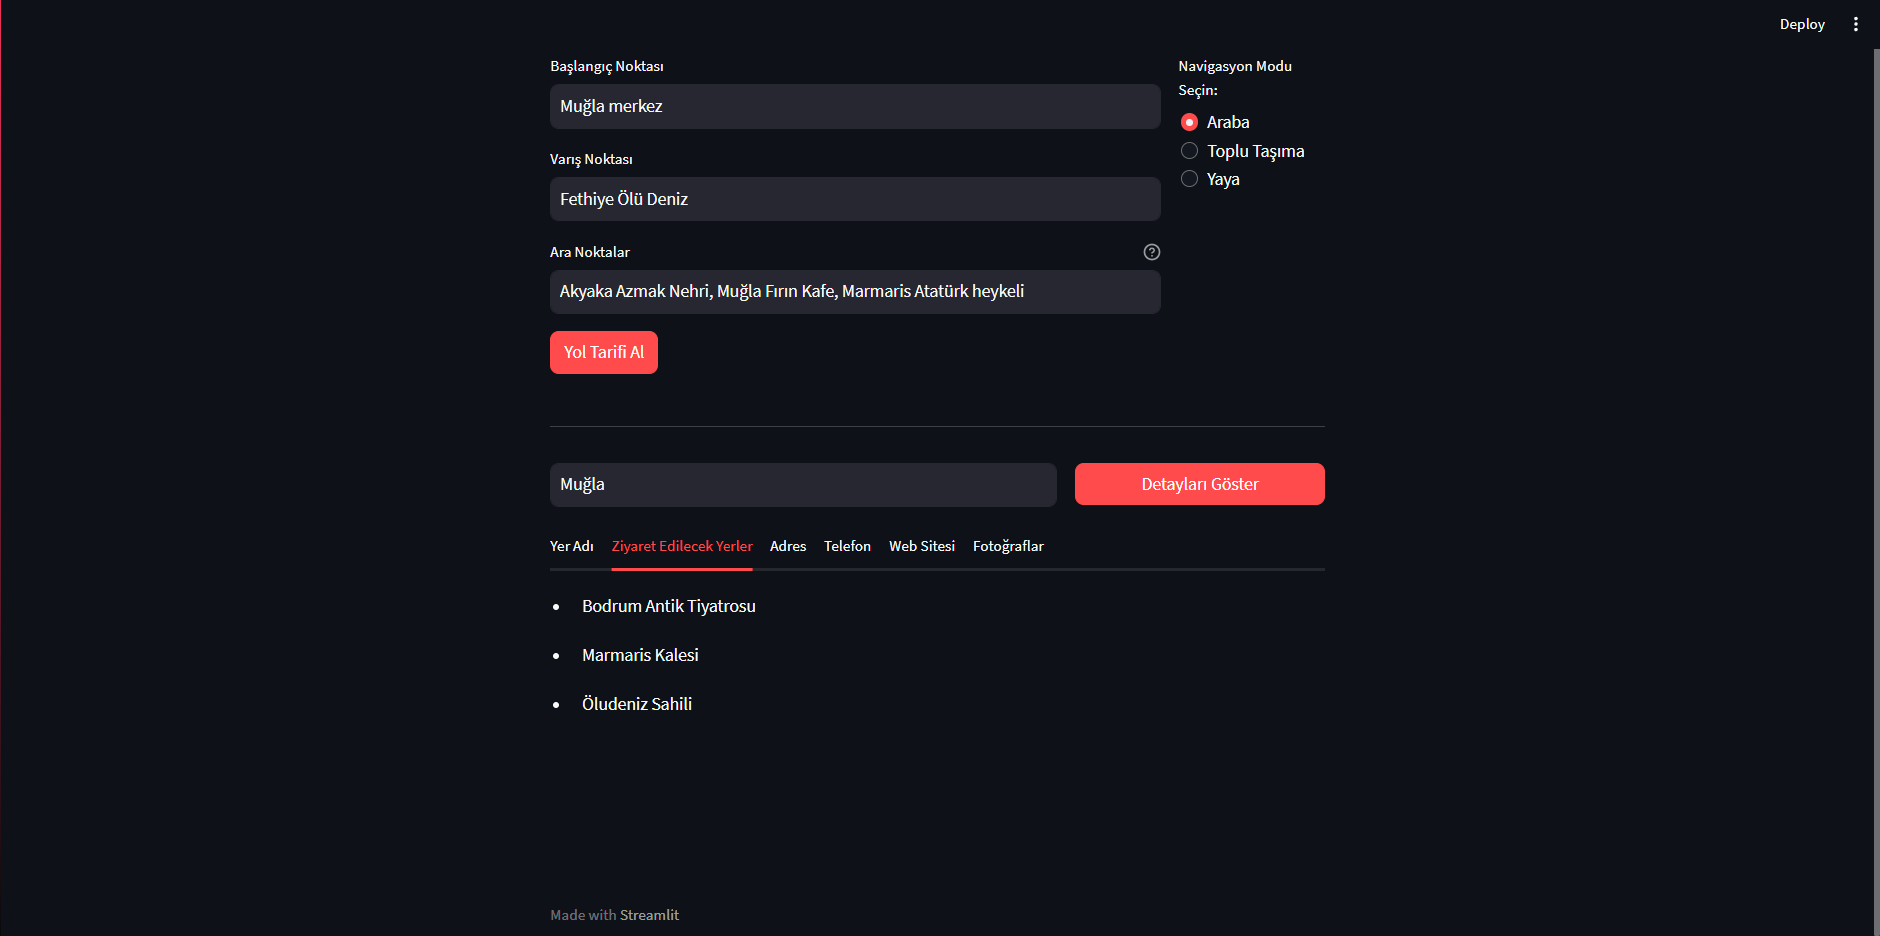 Deploy
Başlangıç Noktası
Muğla merkez
Varış Noktası
Fethiye Ölü Deniz
Ara Noktalar
Akyaka Azmak Nehri, Muğla Fırın Kafe, Marmaris Atatürk heykeli
Yol Tarifi Al
Navigasyon Modu
Seçin:
Araba
Toplu Taşıma
Yaya
Muğla
Detayları Göster
Yer Adı Ziyaret Edilecek Yerler Adres Telefon Web Sitesi Fotoğraflar
• Bodrum Antik Tiyatrosu
• Marmaris Kalesi
• Öludeniz Sahili
Made with Streamlit